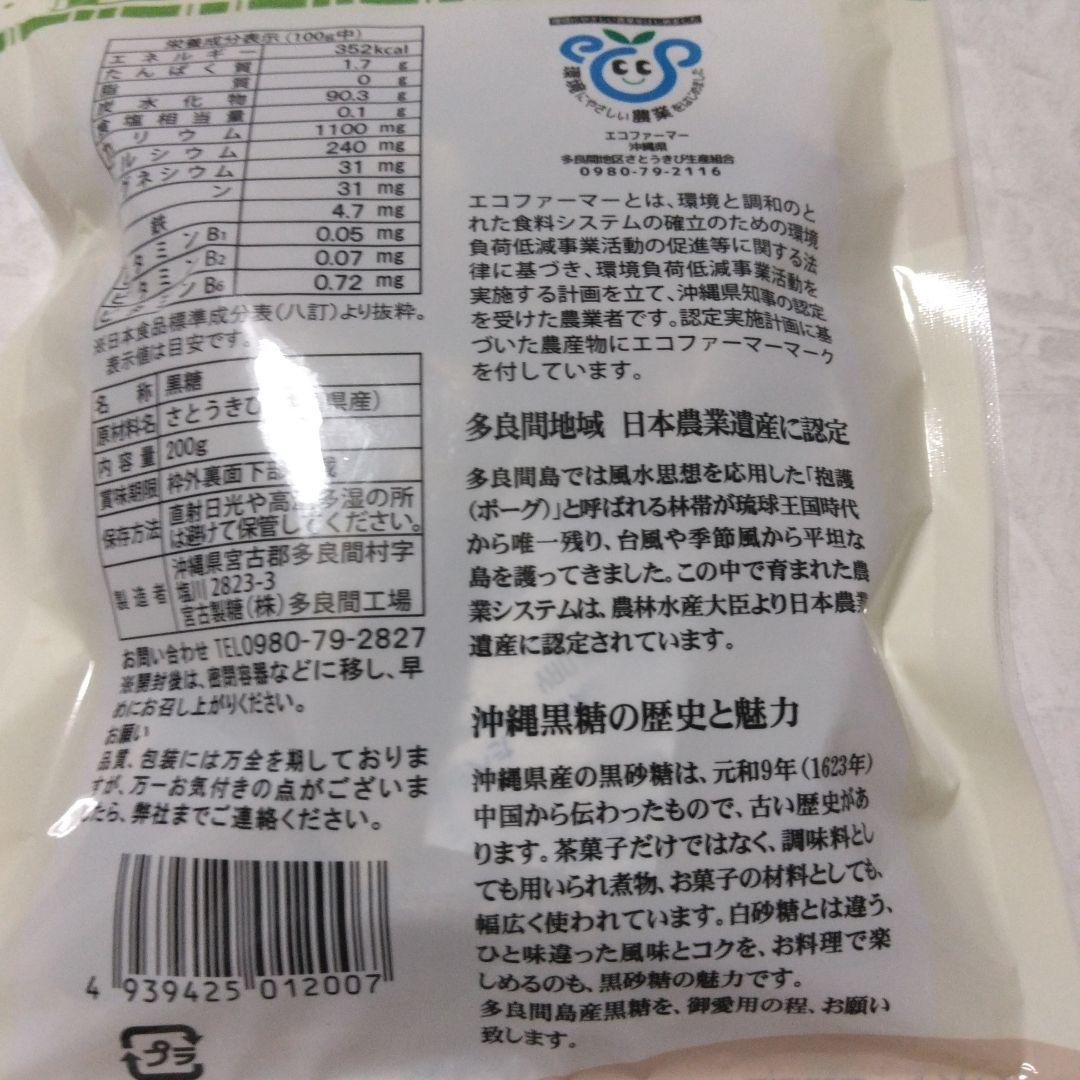 栄養成分表示(100g中)
エネルギー 352kcal
たんぱく質 1.7 g
脂質 0 g
炭水化物 90.3 g
食塩相当量 0.1 g
リウム 1100 mg
ルシウム 240 mg
ネシウム 31 mg
ン 31 mg
鉄 4.7 mg
ビタミンB1 0.05 mg
ビタミンB2 0.07 mg
ビタミンB6 0.72 mg
※日本食品標準成分表(八訂)より抜粋。
表示値は目安です。
名称 黒糖
原材料名 さとうきび 県産)
内容量 200g
賞味期限 枠外裏面下部 載
保存方法 直射日光や高温多湿の所
は避けて保管してください。
製造者 沖縄県宮古郡多良間村字
塩川2823-3
宮古製糖(株)多良間工場
お問い合わせ TEL0980-79-2827
※開封後は、密閉容器などに移し、早
めにお召し上がりください。
お願い
品質、包装には万全を期しておりま
すが、万一お気付きの点がございま
したら、弊社までご連絡ください。
4 939425 012007
プラ
環境にやさしい農業をはじめました
エコファーマー
沖縄県
多良間地区さとうきび生産組合
0980-79-2116
エコファーマーとは、環境と調和のと
れた食料システムの確立のための環境
負荷低減事業活動の促進等に関する法
律に基づき、環境負荷低減事業活動を
実施する計画を立て、沖縄県知事の認定
を受けた農業者です。認定実施計画に基
づいた農産物にエコファーマーマーク
を付しています。
多良間地域 日本農業遺産に認定
多良間島では風水思想を応用した「抱護
(ポーグ)」と呼ばれる林帯が琉球王国時代
から唯一残り、台風や季節風から平坦な
島を護ってきました。この中で育まれた農
業システムは、農林水産大臣より日本農業
遺産に認定されています。
沖縄黒糖の歴史と魅力
沖縄県産の黒砂糖は、元和9年(1623年)
中国から伝わったもので、古い歴史があ
ります。茶菓子だけではなく、調味料とし
ても用いられ煮物、お菓子の材料としても、
幅広く使われています。白砂糖とは違う、
ひと味違った風味とコクを、お料理で楽
しめるのも、黒砂糖の魅力です。
多良間島産黒糖を、御愛用の程、お願い
致します。